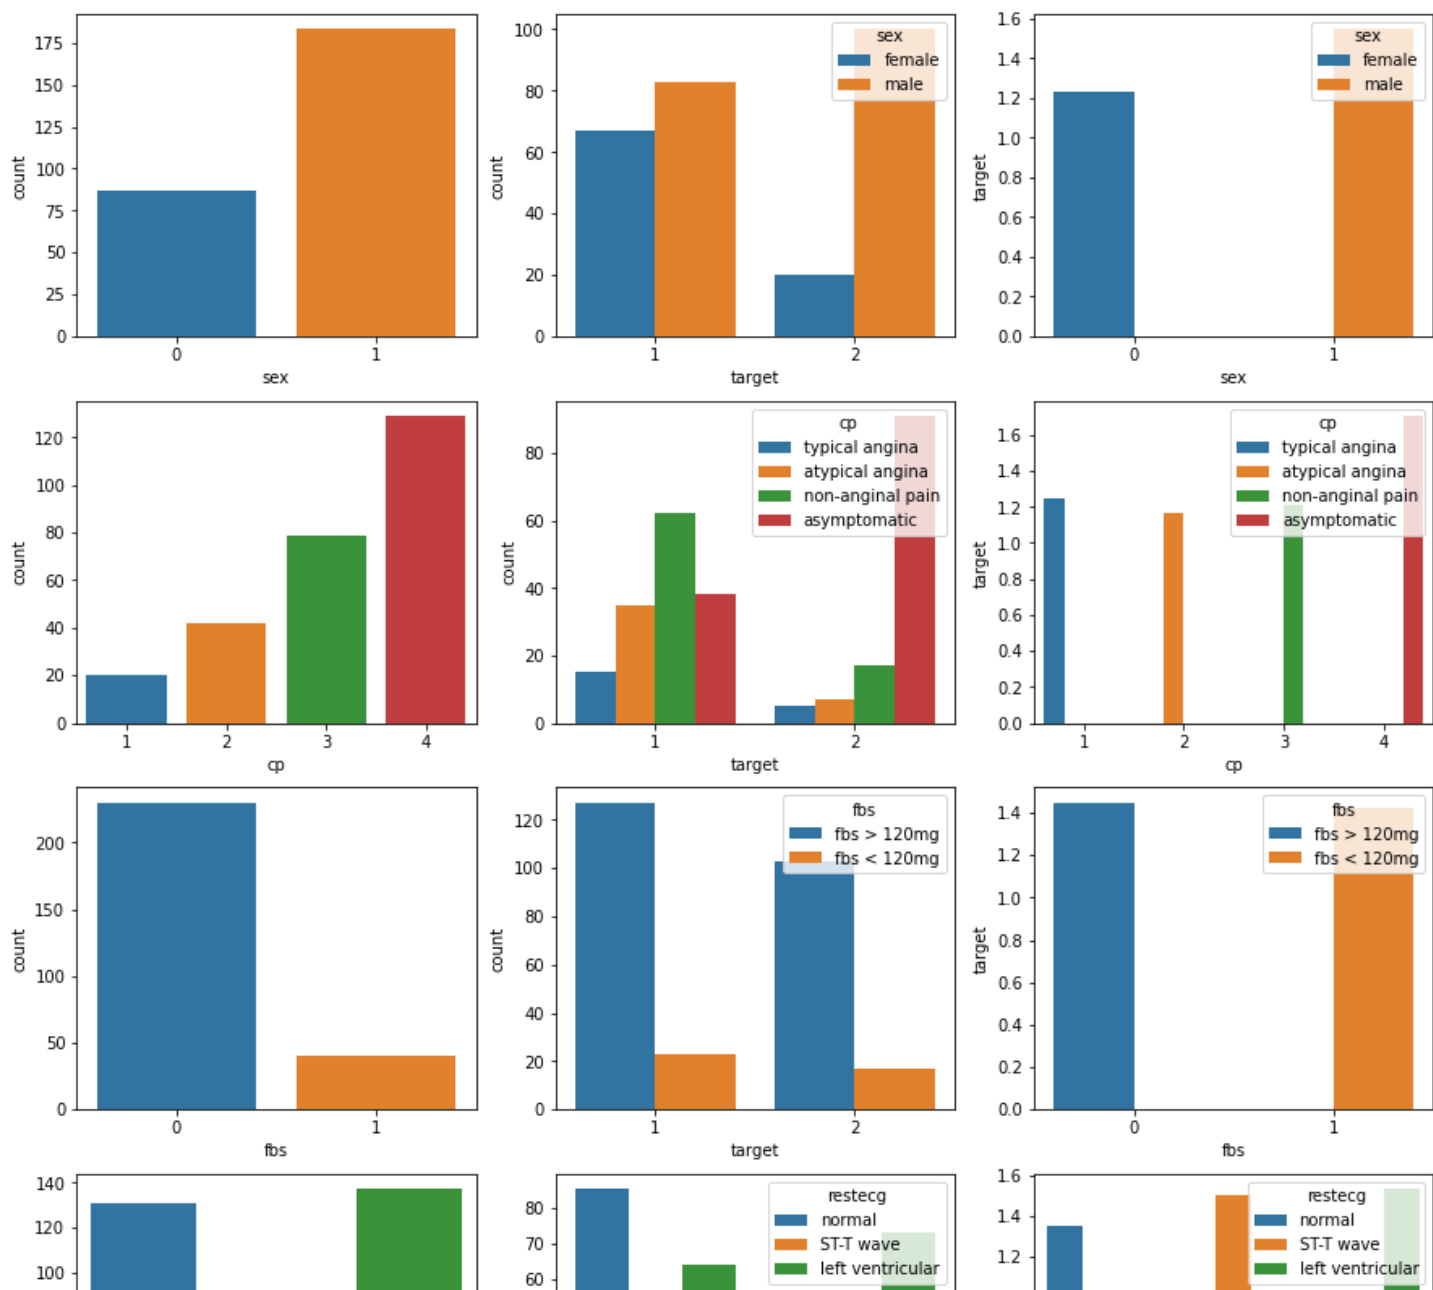 175
150
125
100
75
50
25
0
count
0 1
sex
100
80
60
40
20
0
count
sex
female
male
1 2
target
1.6
1.4
1.2
1.0
0.8
0.6
0.4
0.2
0.0
target
sex
female
male
0 1
sex
120
100
80
60
40
20
0
count
1 2 3 4
cp
80
60
40
20
0
count
cp
typical angina
atypical angina
non-anginal pain
asymptomatic
1 2
target
1.6
1.4
1.2
1.0
0.8
0.6
0.4
0.2
0.0
target
cp
typical angina
atypical angina
non-anginal pain
asymptomatic
1 2 3 4
cp
200
150
100
50
0
count
0 1
fbs
120
100
80
60
40
20
0
count
fbs
fbs > 120mg
fbs < 120mg
1 2
target
1.4
1.2
1.0
0.8
0.6
0.4
0.2
0.0
target
fbs
fbs > 120mg
fbs < 120mg
0 1
fbs
140
120
100
80
70
60
restecg
normal
ST-T wave
left ventricular
1.6
1.4
1.2
restecg
normal
ST-T wave
left ventricular